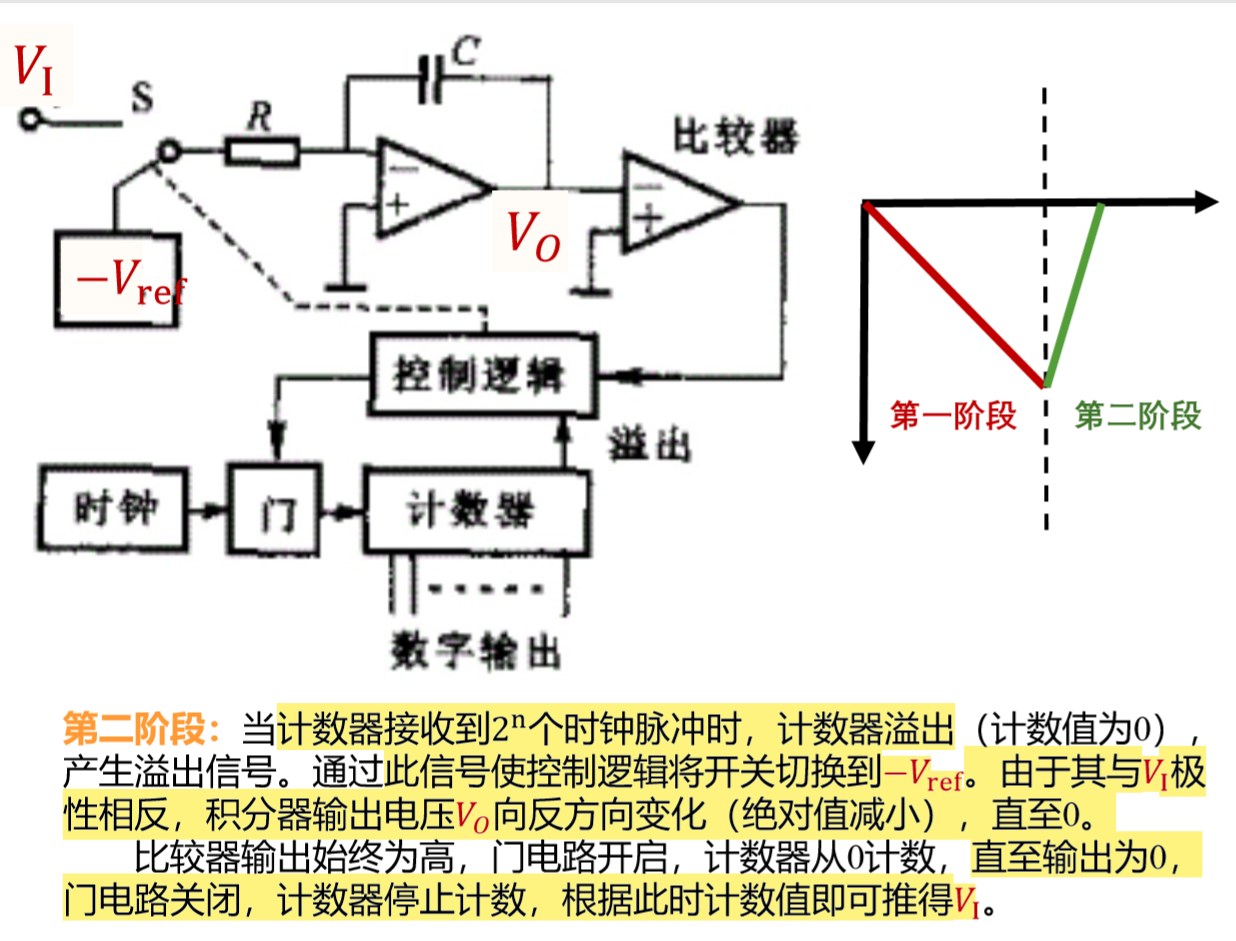 V_I
S
R
C
比较器
−
+
−
+
V_O
−V_ref
控制逻辑
第一阶段
第二阶段
溢出
时钟
门
计数器
数字输出
第二阶段：当计数器接收到2ⁿ个时钟脉冲时，计数器溢出（计数值为0），
产生溢出信号。通过此信号使控制逻辑将开关切换到−V_ref。由于其与V_I极
性相反，积分器输出电压V_O向反方向变化（绝对值减小），直至0。
比较器输出始终为高，门电路开启，计数器从0计数，直至输出为0，
门电路关闭，计数器停止计数，根据此时计数值即可推得V_I。